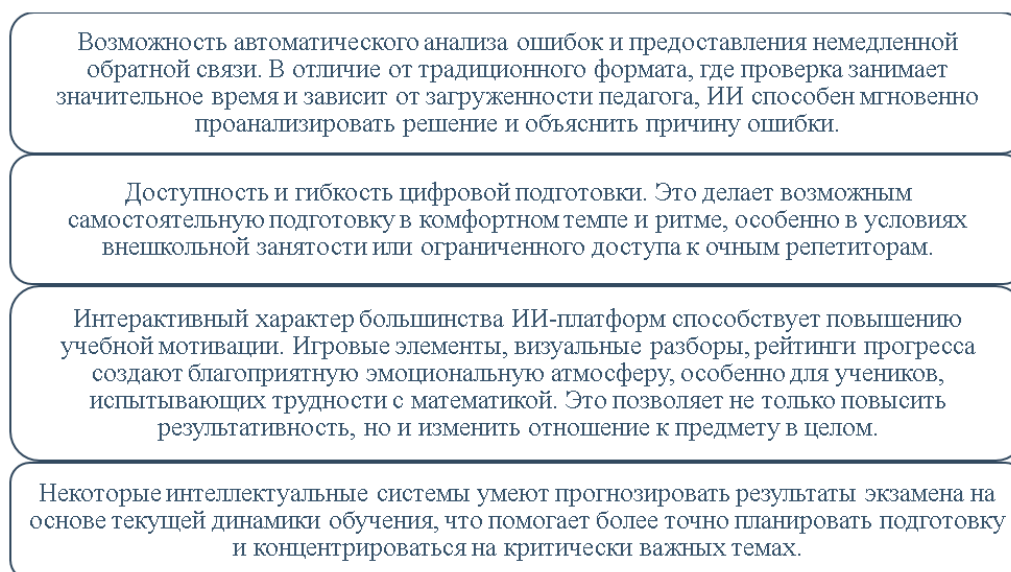 Возможность автоматического анализа ошибок и предоставления немедленной
обратной связи. В отличие от традиционного формата, где проверка занимает
значительное время и зависит от загруженности педагога, ИИ способен мгновенно
проанализировать решение и объяснить причину ошибки.
Доступность и гибкость цифровой подготовки. Это делает возможным
самостоятельную подготовку в комфортном темпе и ритме, особенно в условиях
внешкольной занятости или ограниченного доступа к очным репетиторам.
Интерактивный характер большинства ИИ-платформ способствует повышению
учебной мотивации. Игровые элементы, визуальные разборы, рейтинги прогресса
создают благоприятную эмоциональную атмосферу, особенно для учеников,
испытывающих трудности с математикой. Это позволяет не только повысить
результативность, но и изменить отношение к предмету в целом.
Некоторые интеллектуальные системы умеют прогнозировать результаты экзамена на
основе текущей динамики обучения, что помогает более точно планировать подготовку
и концентрироваться на критически важных темах.